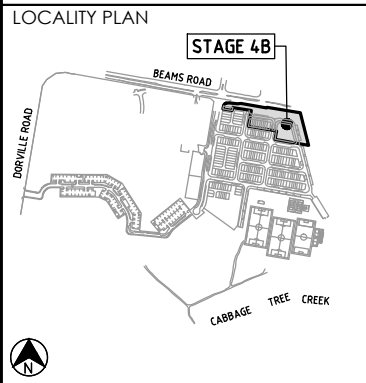 LOCALITY PLAN
STAGE 4B
BEAMS ROAD
DORVILLE ROAD
CABBAGE TREE CREEK
N